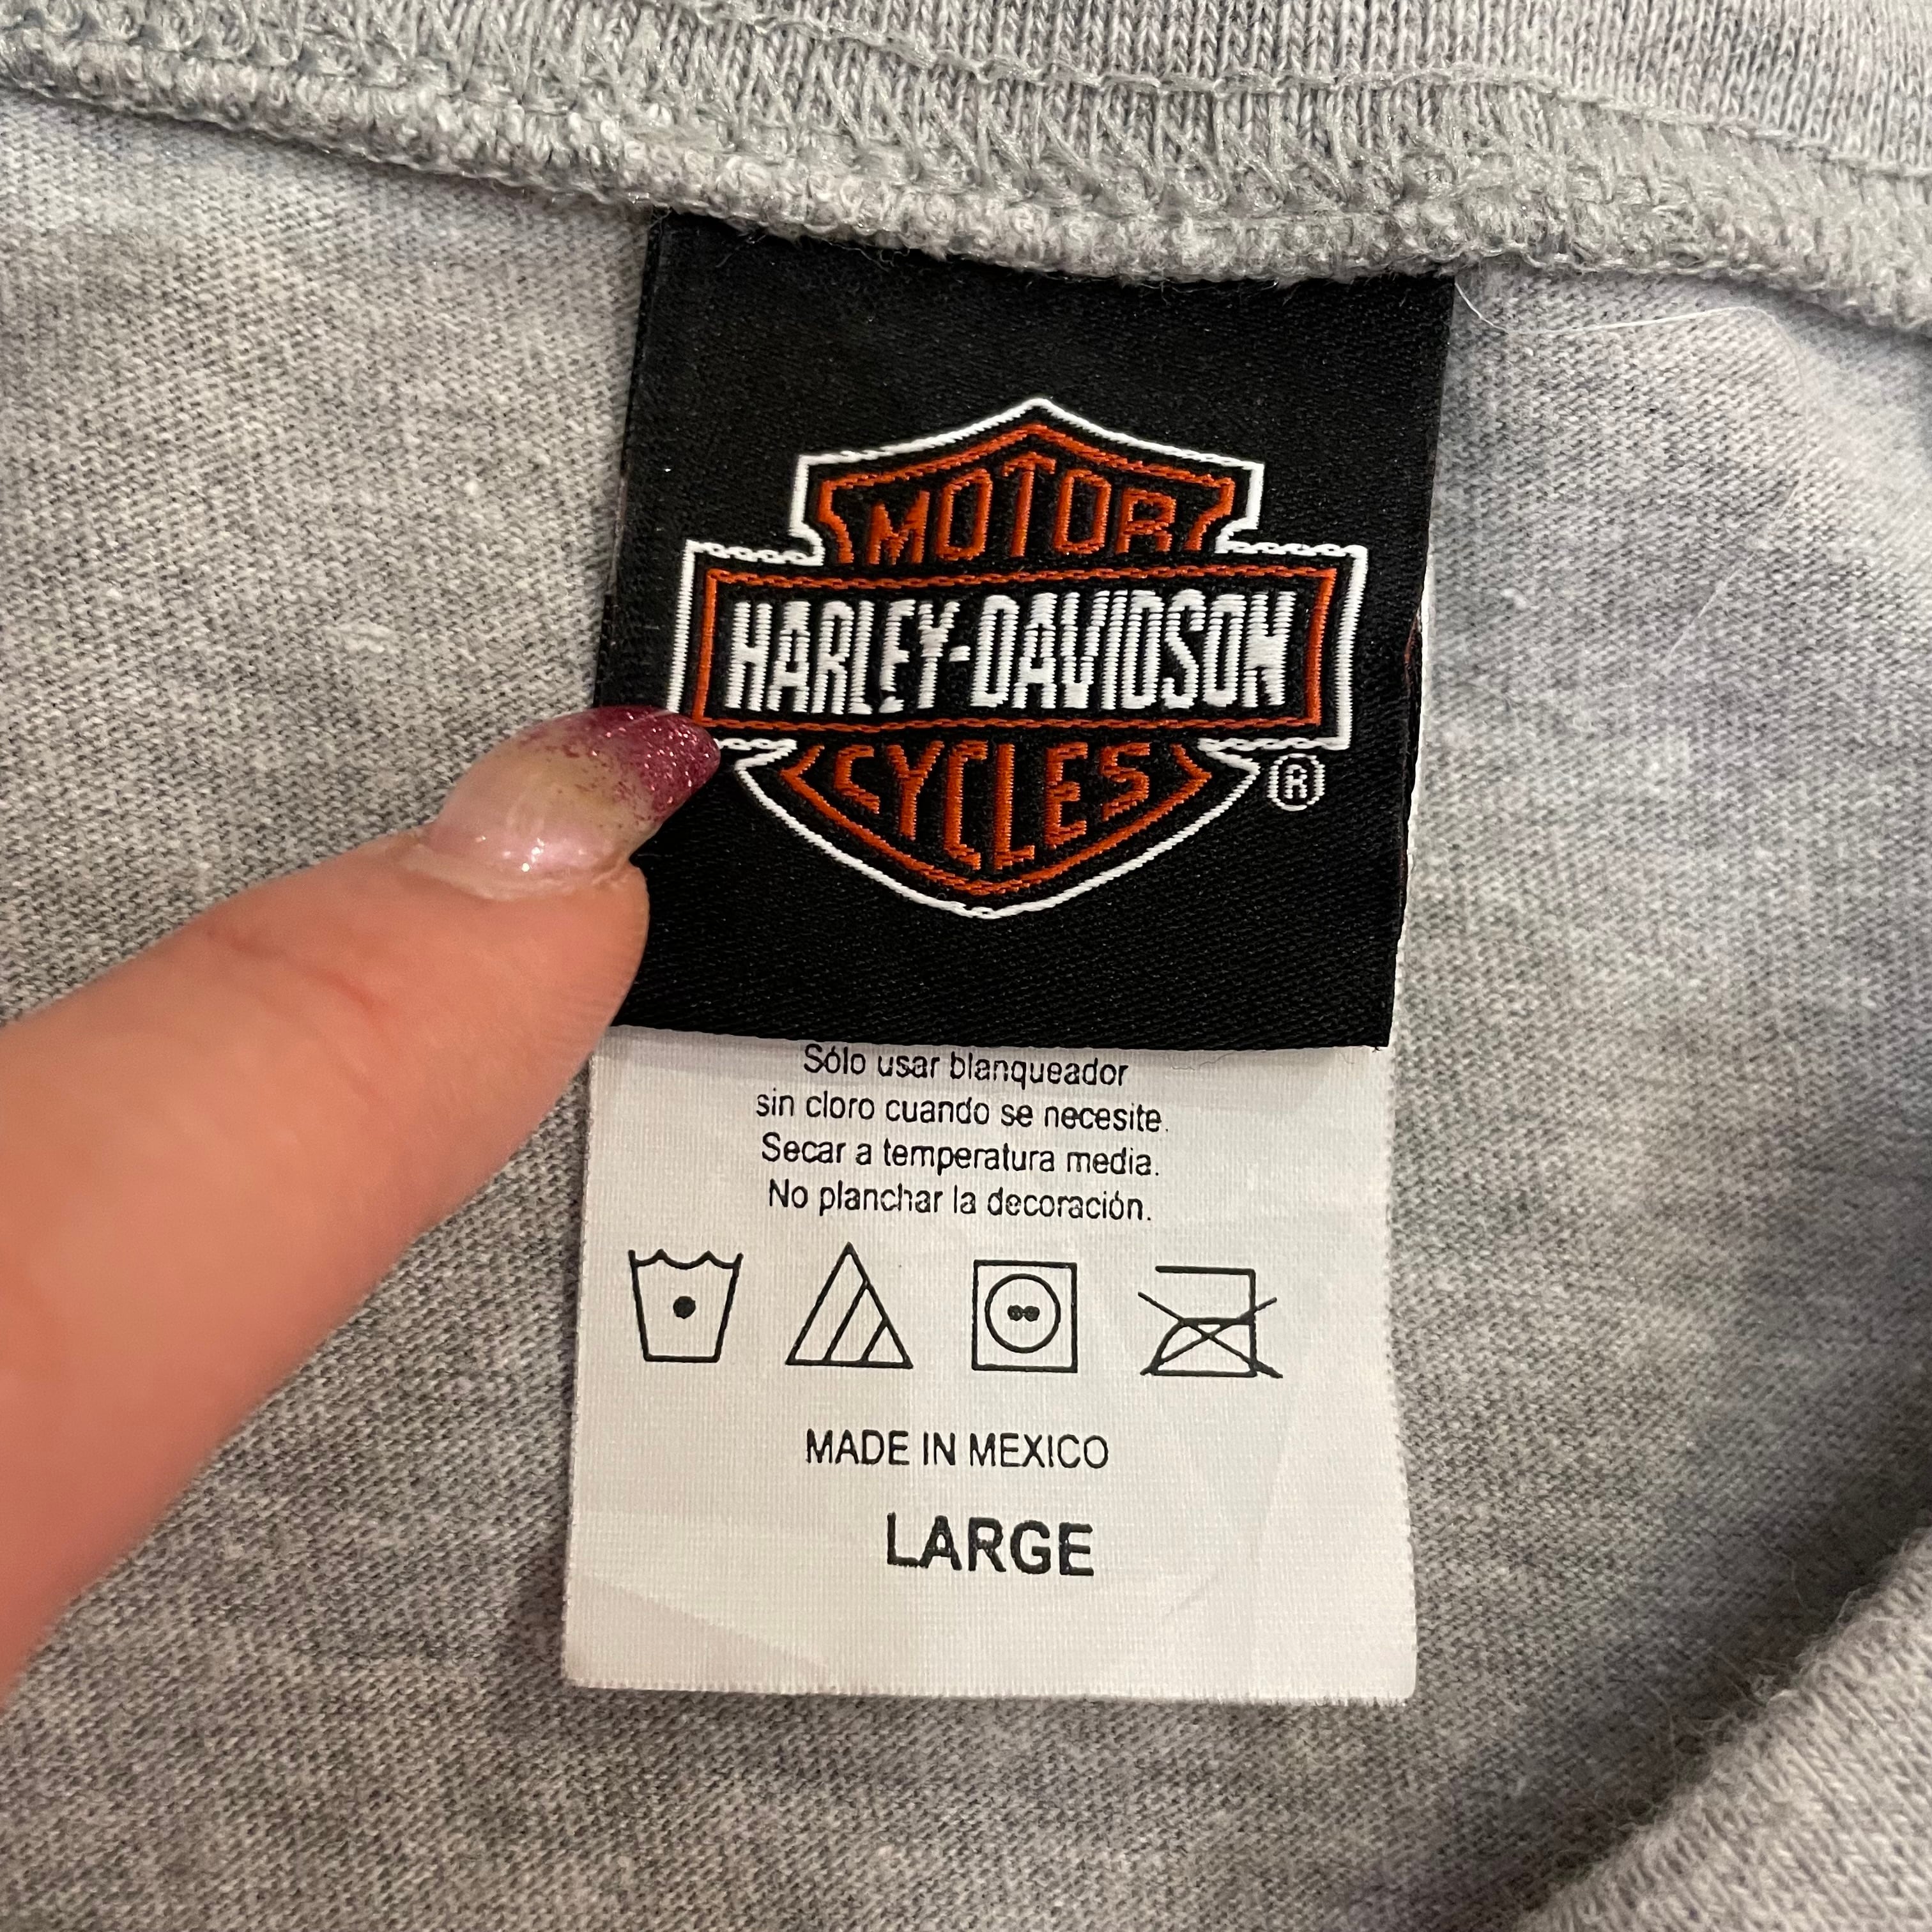 MOTOR
HARLEY-DAVIDSON
CYCLES
®
Sólo usar blanqueador
sin cloro cuando se necesite.
Secar a temperatura media.
No planchar la decoración.
MADE IN MEXICO
LARGE